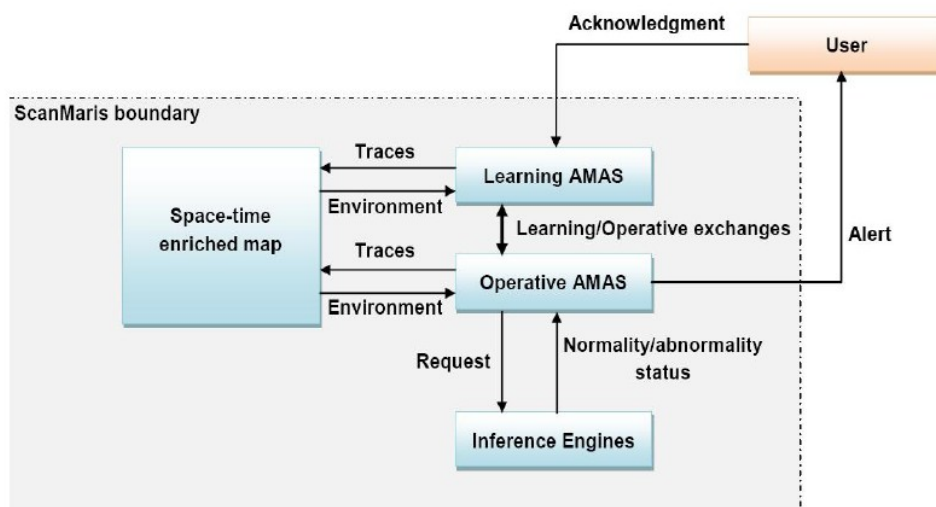 Acknowledgment
User
ScanMaris boundary
Traces
Learning AMAS
Environment
Space-time
enriched map
Learning/Operative exchanges
Alert
Traces
Operative AMAS
Environment
Request
Normality/abnormality
status
Inference Engines